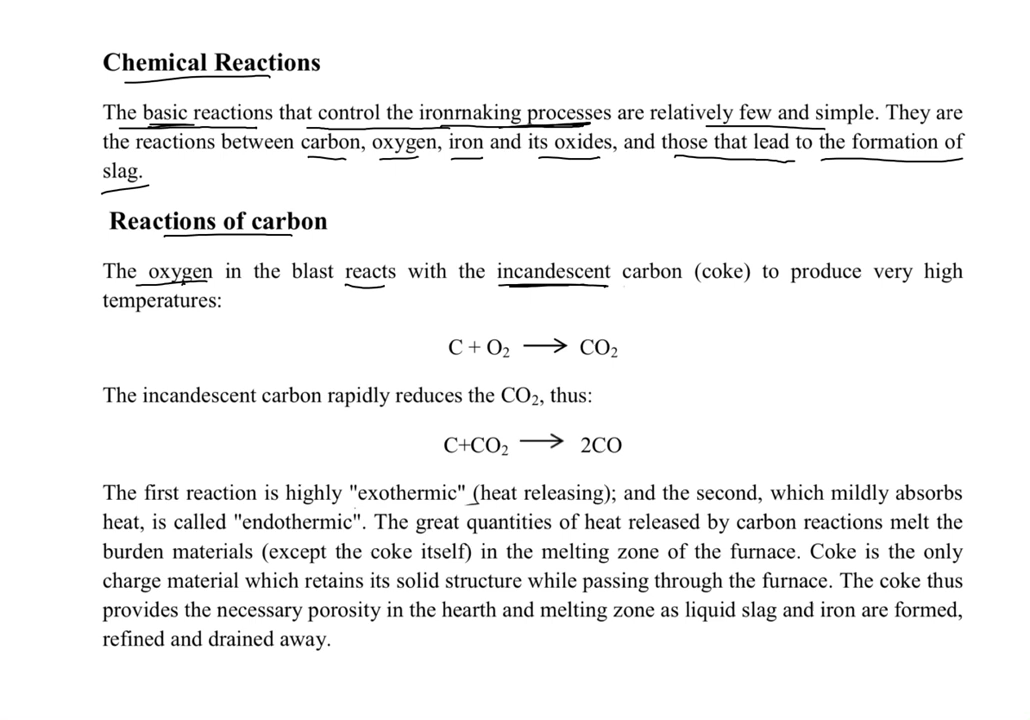 Chemical Reactions
The basic reactions that control the ironmaking processes are relatively few and simple. They are
the reactions between carbon, oxygen, iron and its oxides, and those that lead to the formation of
slag.
Reactions of carbon
The oxygen in the blast reacts with the incandescent carbon (coke) to produce very high
temperatures:
C + O₂ ⟶ CO₂
The incandescent carbon rapidly reduces the CO₂, thus:
C+CO₂ ⟶ 2CO
The first reaction is highly "exothermic" (heat releasing); and the second, which mildly absorbs
heat, is called "endothermic". The great quantities of heat released by carbon reactions melt the
burden materials (except the coke itself) in the melting zone of the furnace. Coke is the only
charge material which retains its solid structure while passing through the furnace. The coke thus
provides the necessary porosity in the hearth and melting zone as liquid slag and iron are formed,
refined and drained away.